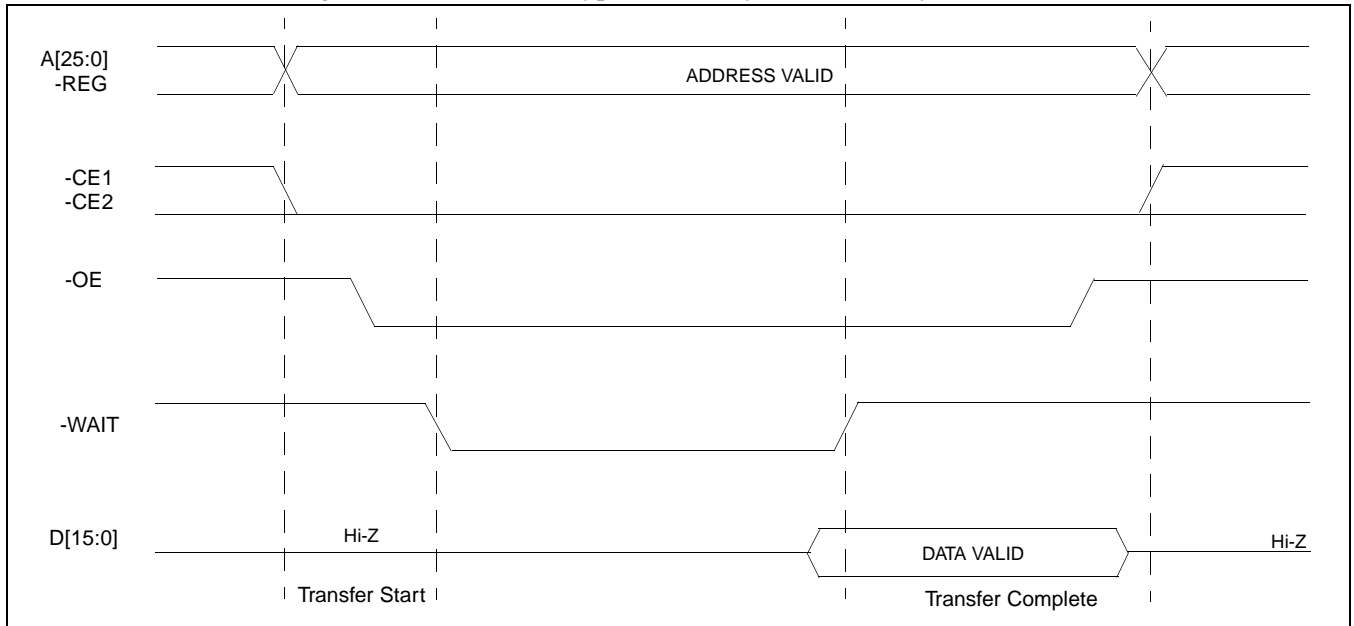 A[25:0]
-REG
ADDRESS VALID
-CE1
-CE2
-OE
-WAIT
D[15:0]
Hi-Z
DATA VALID
Hi-Z
Transfer Start
Transfer Complete